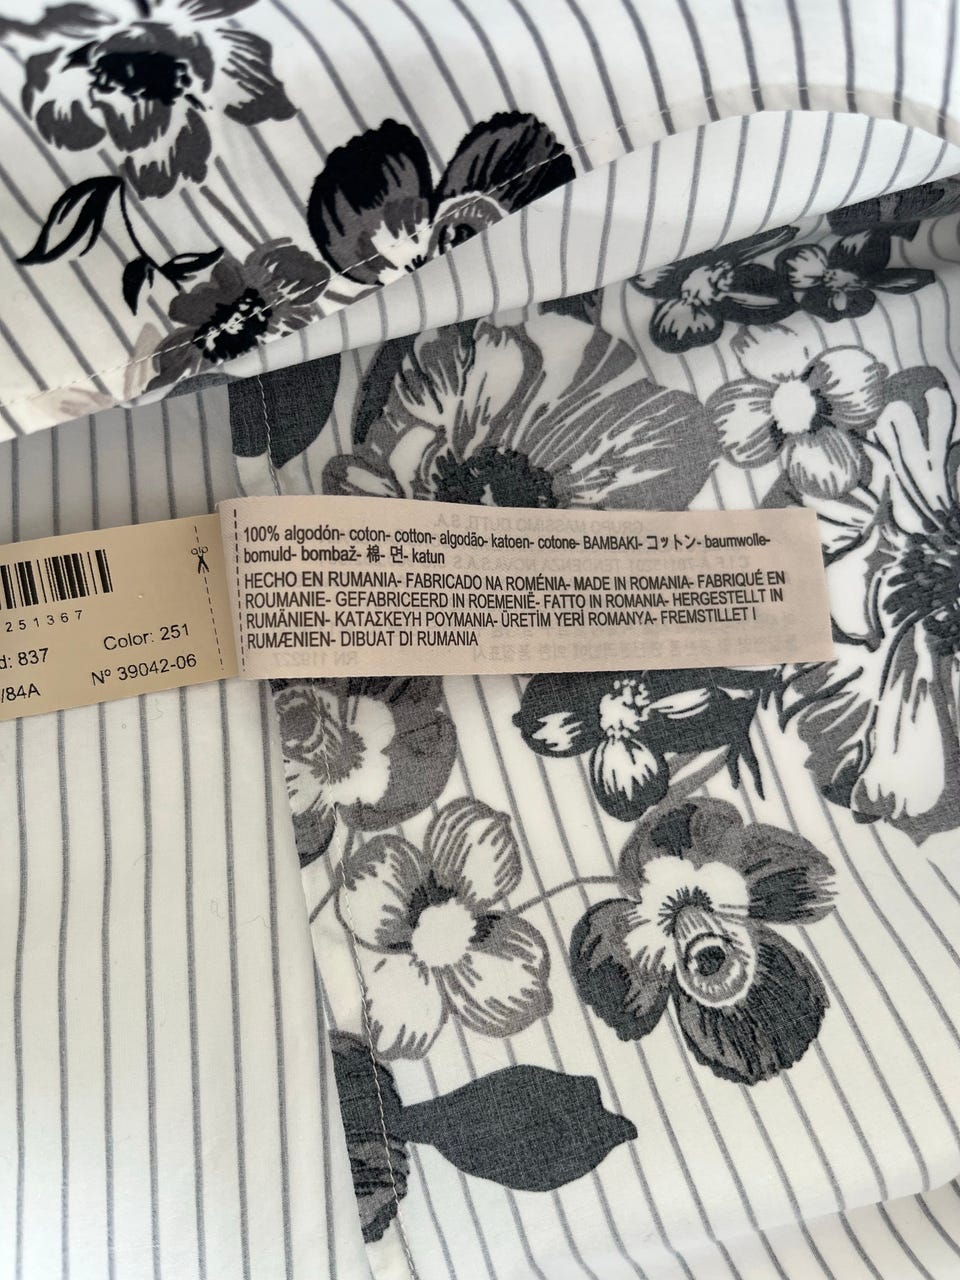 251367
d: 837
Color: 251
/84A
Nº 39042-06
100% algodón- coton- cotton- algodão- katoen- cotone- BAMBAKI- コットン- baumwolle-
bomuld- bombaž- 棉- 면- katun
HECHO EN RUMANIA- FABRICADO NA ROMÉNIA- MADE IN ROMANIA- FABRIQUÉ EN
ROUMANIE- GEFABRICEERD IN ROEMENIË- FATTO IN ROMANIA- HERGESTELLT IN
RUMÄNIEN- ΚΑΤΑΣΚΕΥΗ ΡΟΥΜΑΝΙΑ- ÜRETİM YERİ ROMANYA- FREMSTILLET I
RUMÆNIEN- DIBUAT DI RUMANIA